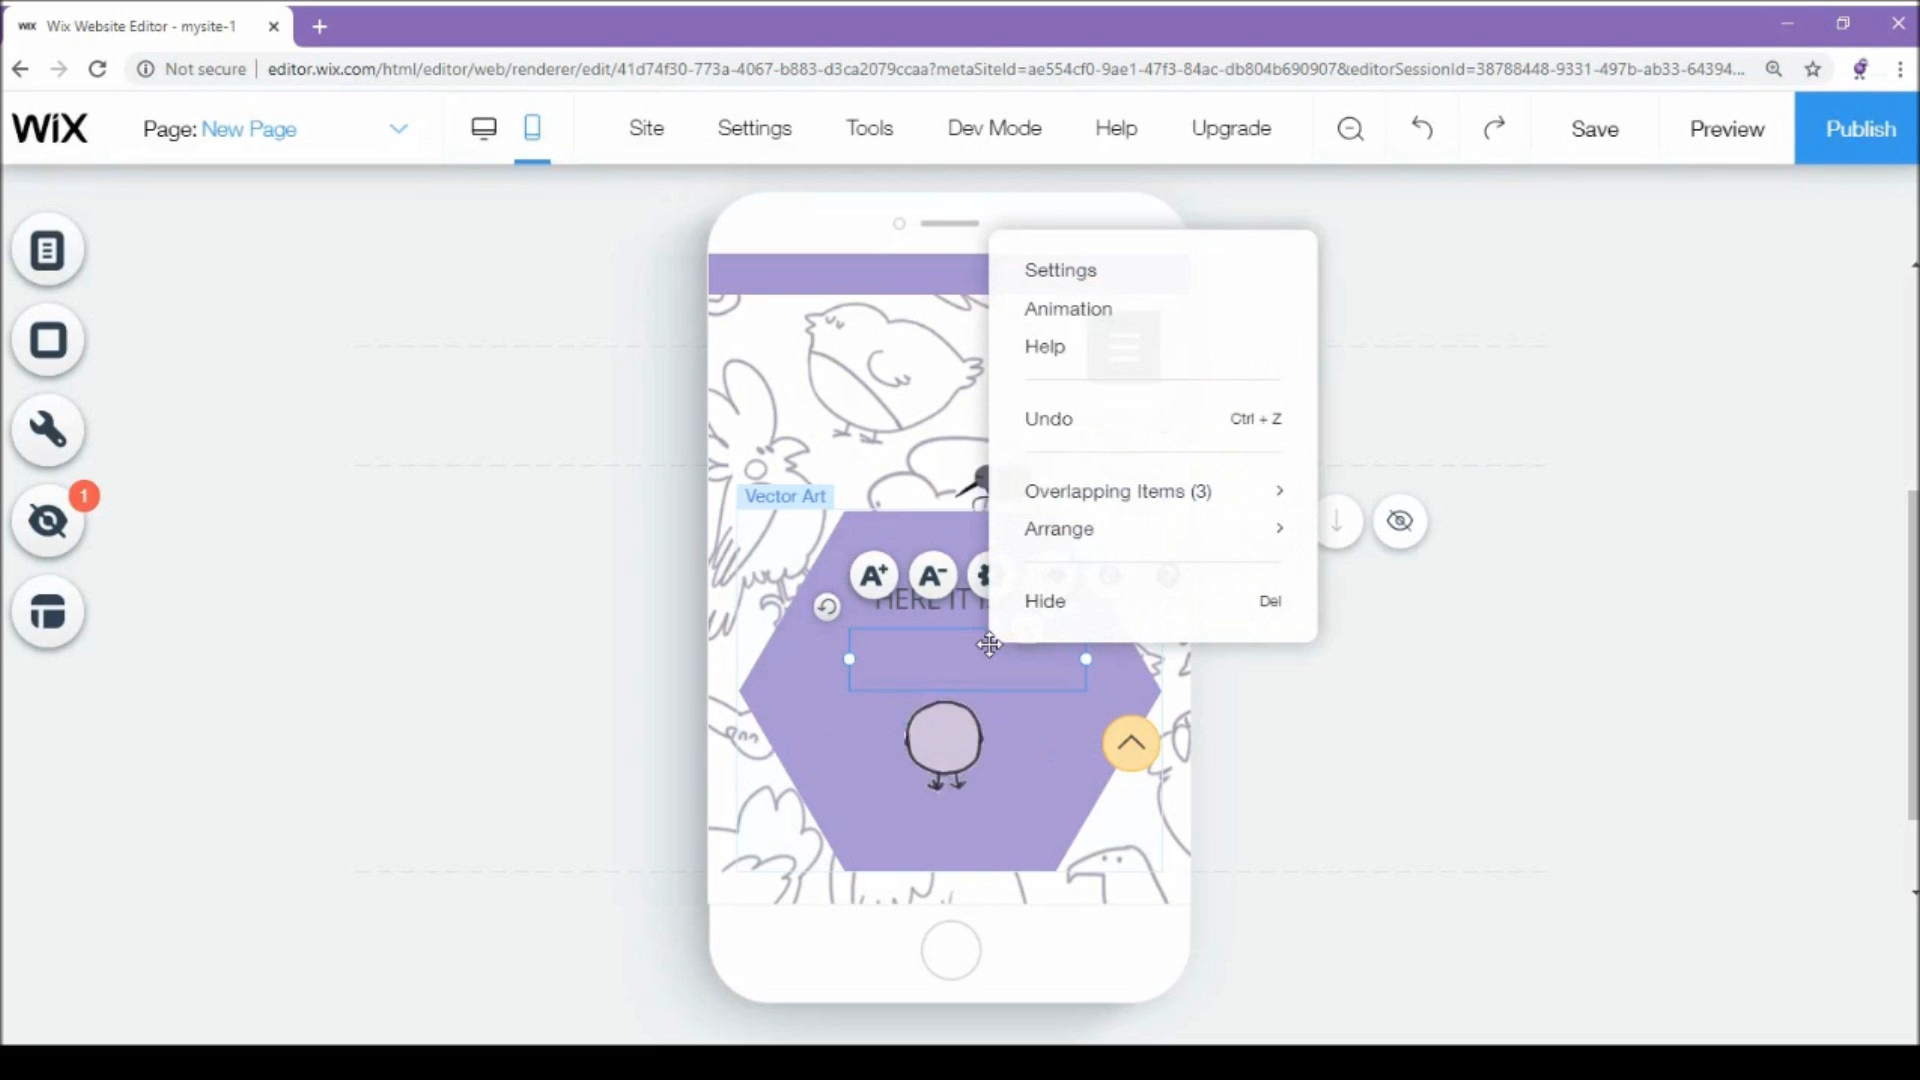 WiX Wix Website Editor - mysite-1
Not secure editor.wix.com/html/editor/web/renderer/edit/41d74f30-773a-4067-b883-d3ca2079ccaa?metaSiteId=ae554cf0-9ae1-47f3-84ac-db804b690907&editorSessionId=38788448-9331-497b-ab33-64394...
WiX Page: New Page Site Settings Tools Dev Mode Help Upgrade Save Preview Publish
Settings
Animation
Help
Undo Ctrl + Z
1
Vector Art
Overlapping Items (3)
Arrange
A+ A-
HERE IT
Hide Del